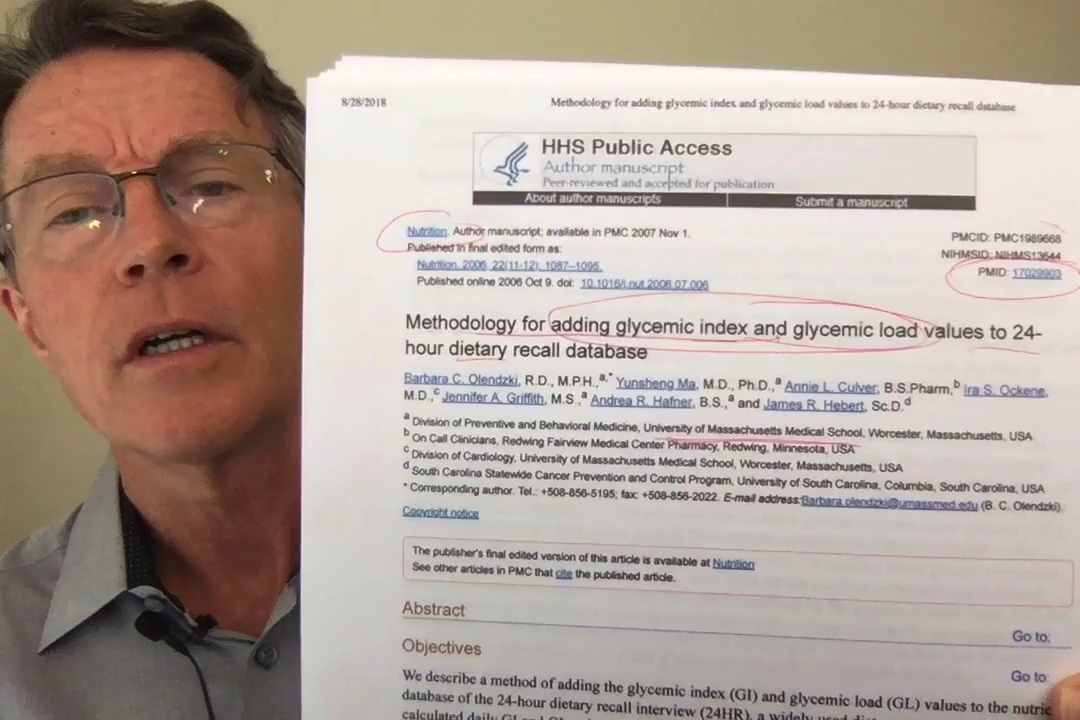 8/28/2018 Methodology for adding glycemic index and glycemic load values to 24-hour dietary recall database
HHS Public Access
Author manuscript
Peer-reviewed and accepted for publication
About author manuscripts Submit a manuscript
Nutrition. Author manuscript; available in PMC 2007 Nov 1.
Published in final edited form as:
Nutrition. 2006; 22(11-12): 1087–1095.
Published online 2006 Oct 9. doi: 10.1016/j.nut.2006.07.006
PMCID: PMC1989668
NIHMSID: NIHMS13644
PMID: 17029903
Methodology for adding glycemic index and glycemic load values to 24-
hour dietary recall database
Barbara C. Olendzki, R.D., M.P.H.,a,* Yunsheng Ma, M.D., Ph.D.,a Annie L. Culver, B.S.Pharm,b Ira S. Ockene,
M.D.,c Jennifer A. Griffith, M.S.,a Andrea R. Hafner, B.S.,a and James R. Hebert, Sc.D.d
a Division of Preventive and Behavioral Medicine, University of Massachusetts Medical School, Worcester, Massachusetts, USA
b On Call Clinicians, Redwing Fairview Medical Center Pharmacy, Redwing, Minnesota, USA
c Division of Cardiology, University of Massachusetts Medical School, Worcester, Massachusetts, USA
d South Carolina Statewide Cancer Prevention and Control Program, University of South Carolina, Columbia, South Carolina, USA
* Corresponding author. Tel.: +508-856-5195; fax: +508-856-2022. E-mail address:Barbara.olendzki@umassmed.edu (B. C. Olendzki).
Copyright notice
The publisher's final edited version of this article is available at Nutrition
See other articles in PMC that cite the published article.
Abstract
Go to:
Objectives
Go to:
We describe a method of adding the glycemic index (GI) and glycemic load (GL) values to the
database of the 24-hour dietary recall interview (24HR), a widely used
calculated daily GI and